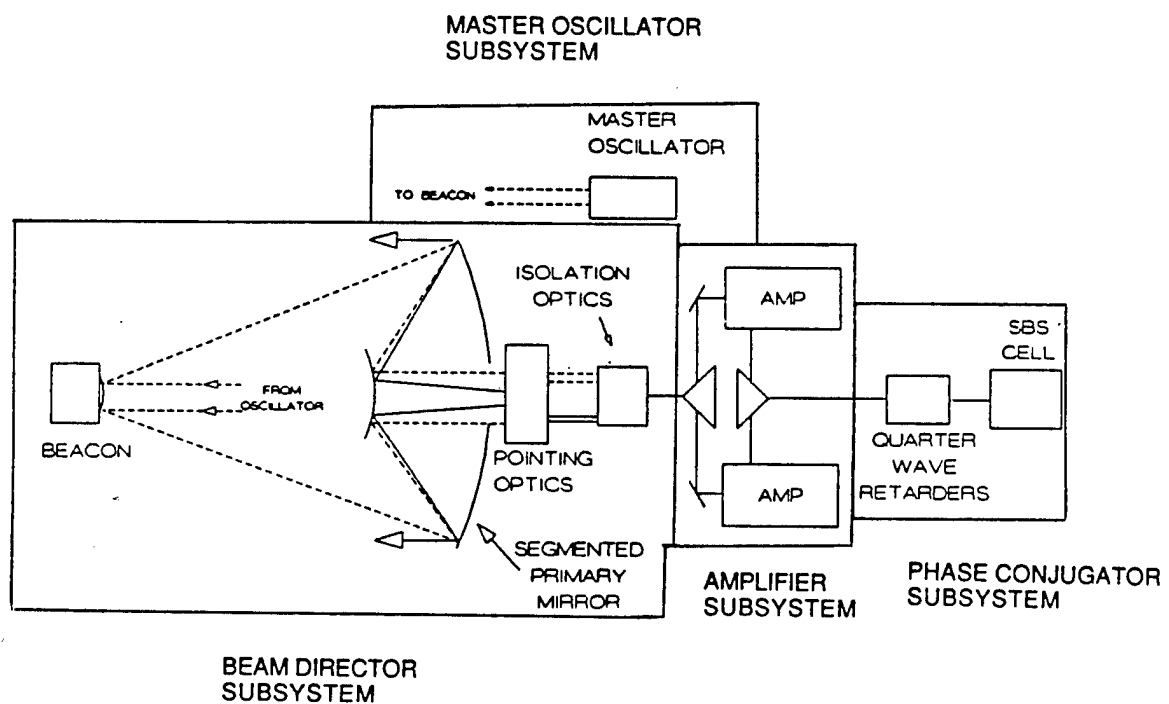 MASTER OSCILLATOR
SUBSYSTEM
MASTER
OSCILLATOR
TO BEACON
ISOLATION
OPTICS
AMP
SBS
CELL
FROM
OSCILLATOR
BEACON
POINTING
OPTICS
QUARTER
WAVE
RETARDERS
AMP
SEGMENTED
PRIMARY
MIRROR
AMPLIFIER
SUBSYSTEM
PHASE CONJUGATOR
SUBSYSTEM
BEAM DIRECTOR
SUBSYSTEM